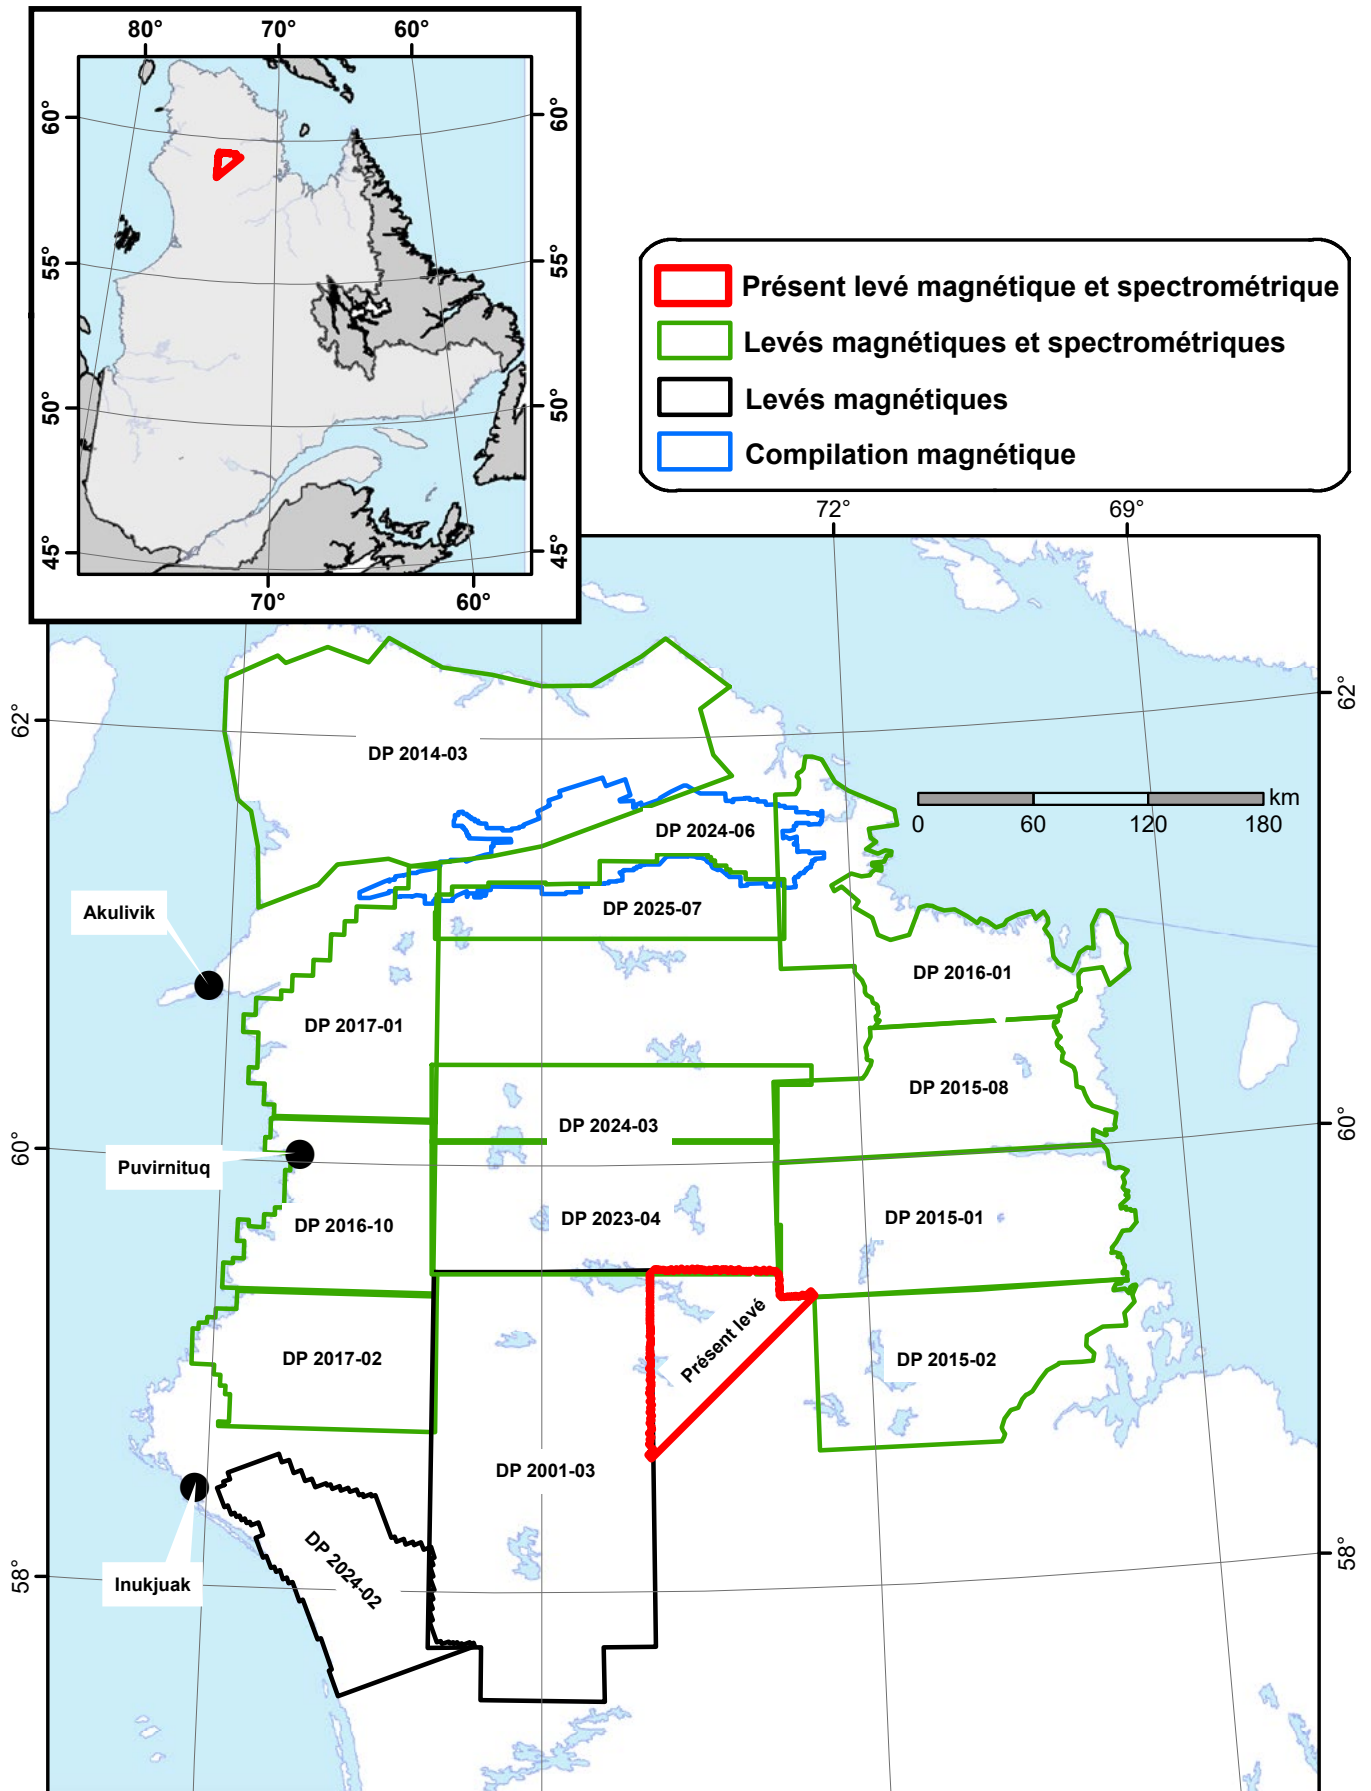 80° 70° 60°
60° 60°
55° 55°
50° 50°
45° 45°
70° 60°
Présent levé magnétique et spectrométrique
Levés magnétiques et spectrométriques
Levés magnétiques
Compilation magnétique
72° 69°
62° 62°
DP 2014-03
km
0 60 120 180
DP 2024-06
DP 2025-07
Akulivik
DP 2016-01
DP 2017-01
DP 2015-08
DP 2024-03
60° 60°
Puvirnituq
DP 2016-10
DP 2023-04
DP 2015-01
Présent levé
DP 2017-02
DP 2015-02
DP 2001-03
58° 58°
DP 2024-02
Inukjuak